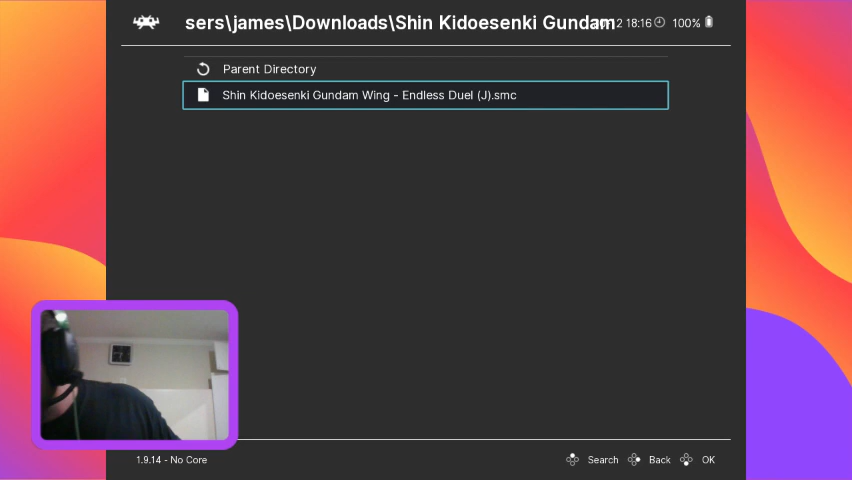 sers\james\Downloads\Shin Kidoesenki Gundam
2 18:16 100%
Parent Directory
Shin Kidoesenki Gundam Wing - Endless Duel (J).smc
1.9.14 - No Core
Search Back OK